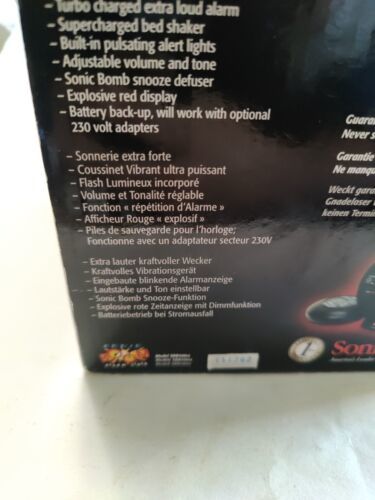 - Turbo charged extra loud alarm
- Supercharged bed shaker
- Built-in pulsating alert lights
- Adjustable volume and tone
- Sonic Bomb snooze defuser
- Explosive red display
- Battery back-up, will work with optional
230 volt adapters
- Sonnerie extra forte
- Coussinet Vibrant ultra puissant
- Flash Lumineux incorporé
- Volume et Tonalité réglable
- Fonction « répétition d'Alarme »
- Afficheur Rouge « explosif »
- Piles de sauvegarde pour l'horloge;
Fonctionne avec un adaptateur secteur 230V
- Extra lauter kraftvoller Wecker
- Kraftvolles Vibrationsgerät
- Eingebaute blinkende Alarmanzeige
- Lautstärke und Ton einstellbar
- Sonic Bomb Snooze-Funktion
- Explosive rote Zeitanzeige mit Dimmfunktion
- Batteriebetrieb bei Stromausfall
Guaran
Never s
Garantie
Ne manqu
Weckt garan
Gnadeloser
keinen Termin
SONIC
Son